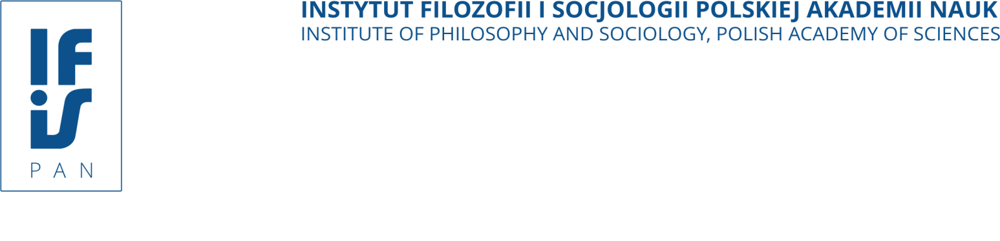 INSTYTUT FILOZOFII I SOCJOLOGII POLSKIEJ AKADEMII NAUK
INSTITUTE OF PHILOSOPHY AND SOCIOLOGY, POLISH ACADEMY OF SCIENCES
IF
iS
PAN